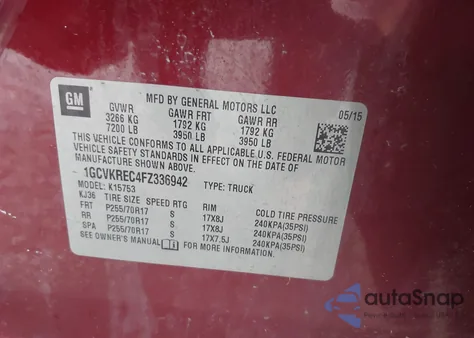 GM
MFD BY GENERAL MOTORS LLC
GVWR GAWR FRT GAWR RR 05/15
3266 KG 1792 KG 1792 KG
7200 LB 3950 LB 3950 LB
THIS VEHICLE CONFORMS TO ALL APPLICABLE U.S. FEDERAL MOTOR
VEHICLE SAFETY STANDARDS IN EFFECT ON THE DATE OF
MANUFACTURE SHOWN ABOVE.
1GCVKREC4FZ336942 TYPE: TRUCK
MODEL: K15753
KJ36 TIRE SIZE SPEED RTG RIM COLD TIRE PRESSURE
FRT P255/70R17 S 17X8J 240KPA(35PSI)
RR P255/70R17 S 17X8J 240KPA(35PSI)
SPA P255/70R17 S 17X7.5J 240KPA(35PSI)
SEE OWNER'S MANUAL FOR ADDITIONAL INFORMATION.
autoSnap